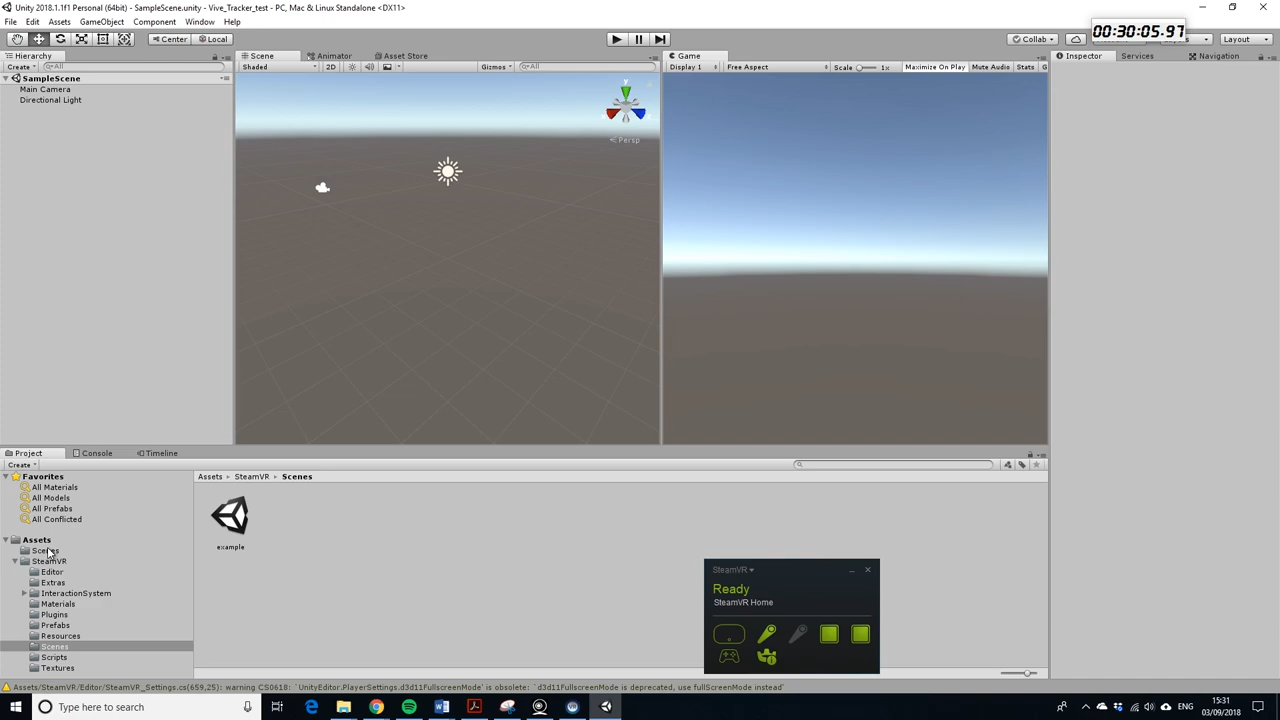 Unity 2018.1.1f1 Personal (64bit) - SampleScene.unity - Vive_Tracker_test - PC, Mac & Linux Standalone <DX11>
File Edit Assets GameObject Component Window Help
00:30:05.97
Center Local Collab Layout
Hierarchy Scene Animator Asset Store Game Inspector Services Navigation
Create All Shaded 2D Gizmos All Display 1 Free Aspect Scale 1x Maximize On Play Mute Audio Stats G
SampleScene
Main Camera
Directional Light
y
Persp
Project Console Timeline
Create
Favorites
All Materials
All Models
All Prefabs
All Conflicted
Assets
Scenes
SteamVR
Editor
Extras
InteractionSystem
Materials
Plugins
Prefabs
Resources
Scenes
Scripts
Textures
Assets ▸ SteamVR ▸ Scenes
example
SteamVR
Ready
SteamVR Home
Assets/SteamVR/Editor/SteamVR_Settings.cs(659,25): warning CS0618: `UnityEditor.PlayerSettings.d3d11FullscreenMode' is obsolete: `d3d11FullscreenMode is deprecated, use fullScreenMode instead'
Type here to search
ENG
15:31
03/09/2018